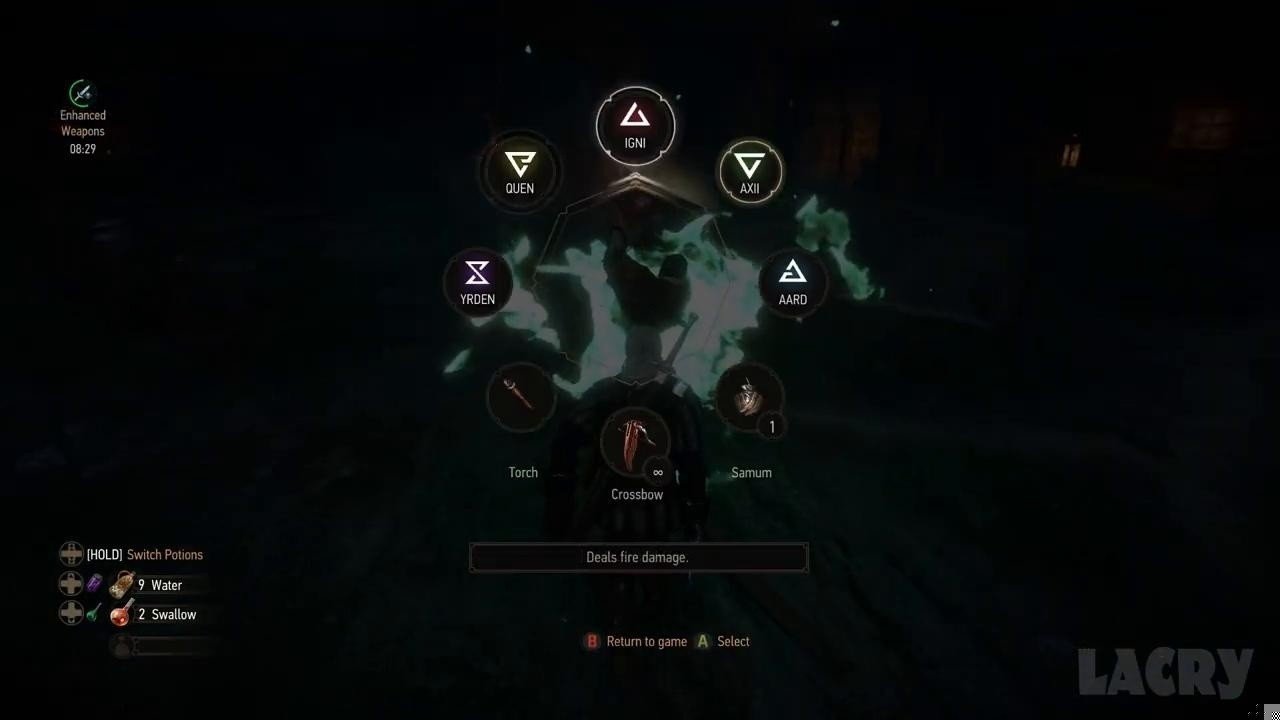 Enhanced
Weapons
08:29
IGNI
QUEN
AXII
YRDEN
AARD
1
Torch
∞
Samum
Crossbow
Deals fire damage.
[HOLD] Switch Potions
9 Water
2 Swallow
B Return to game A Select
LACRY